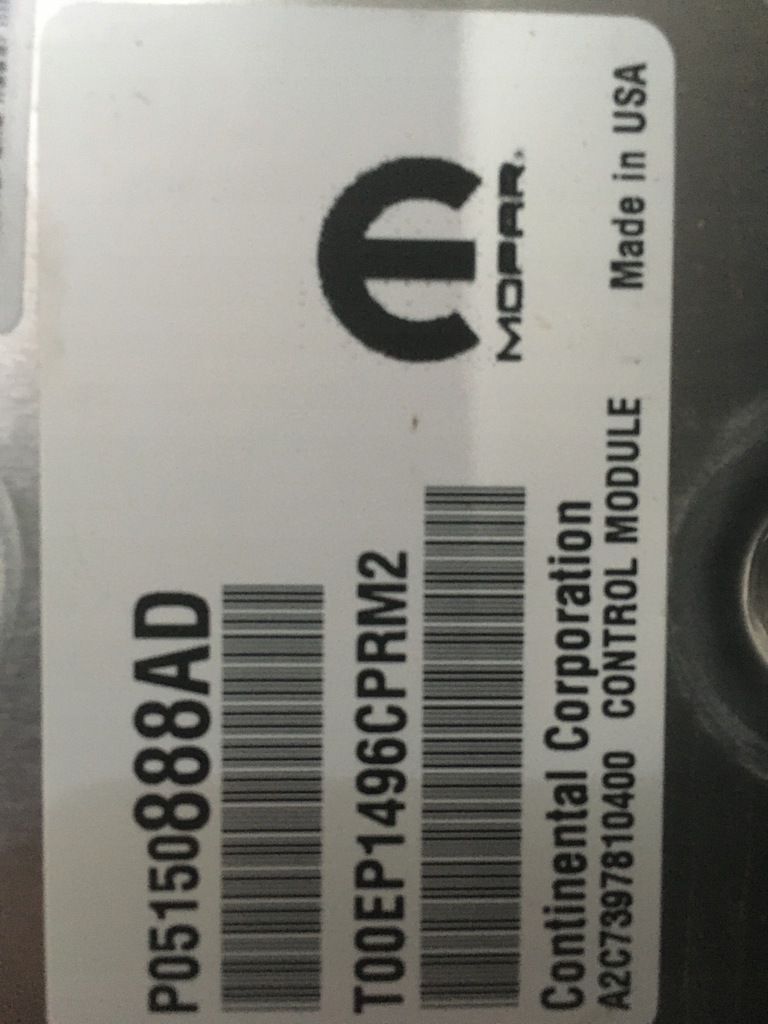 P05150888AD
T00EP1496CPRM2
MOPAR.
Continental Corporation
A2C7397810400 CONTROL MODULE Made in USA